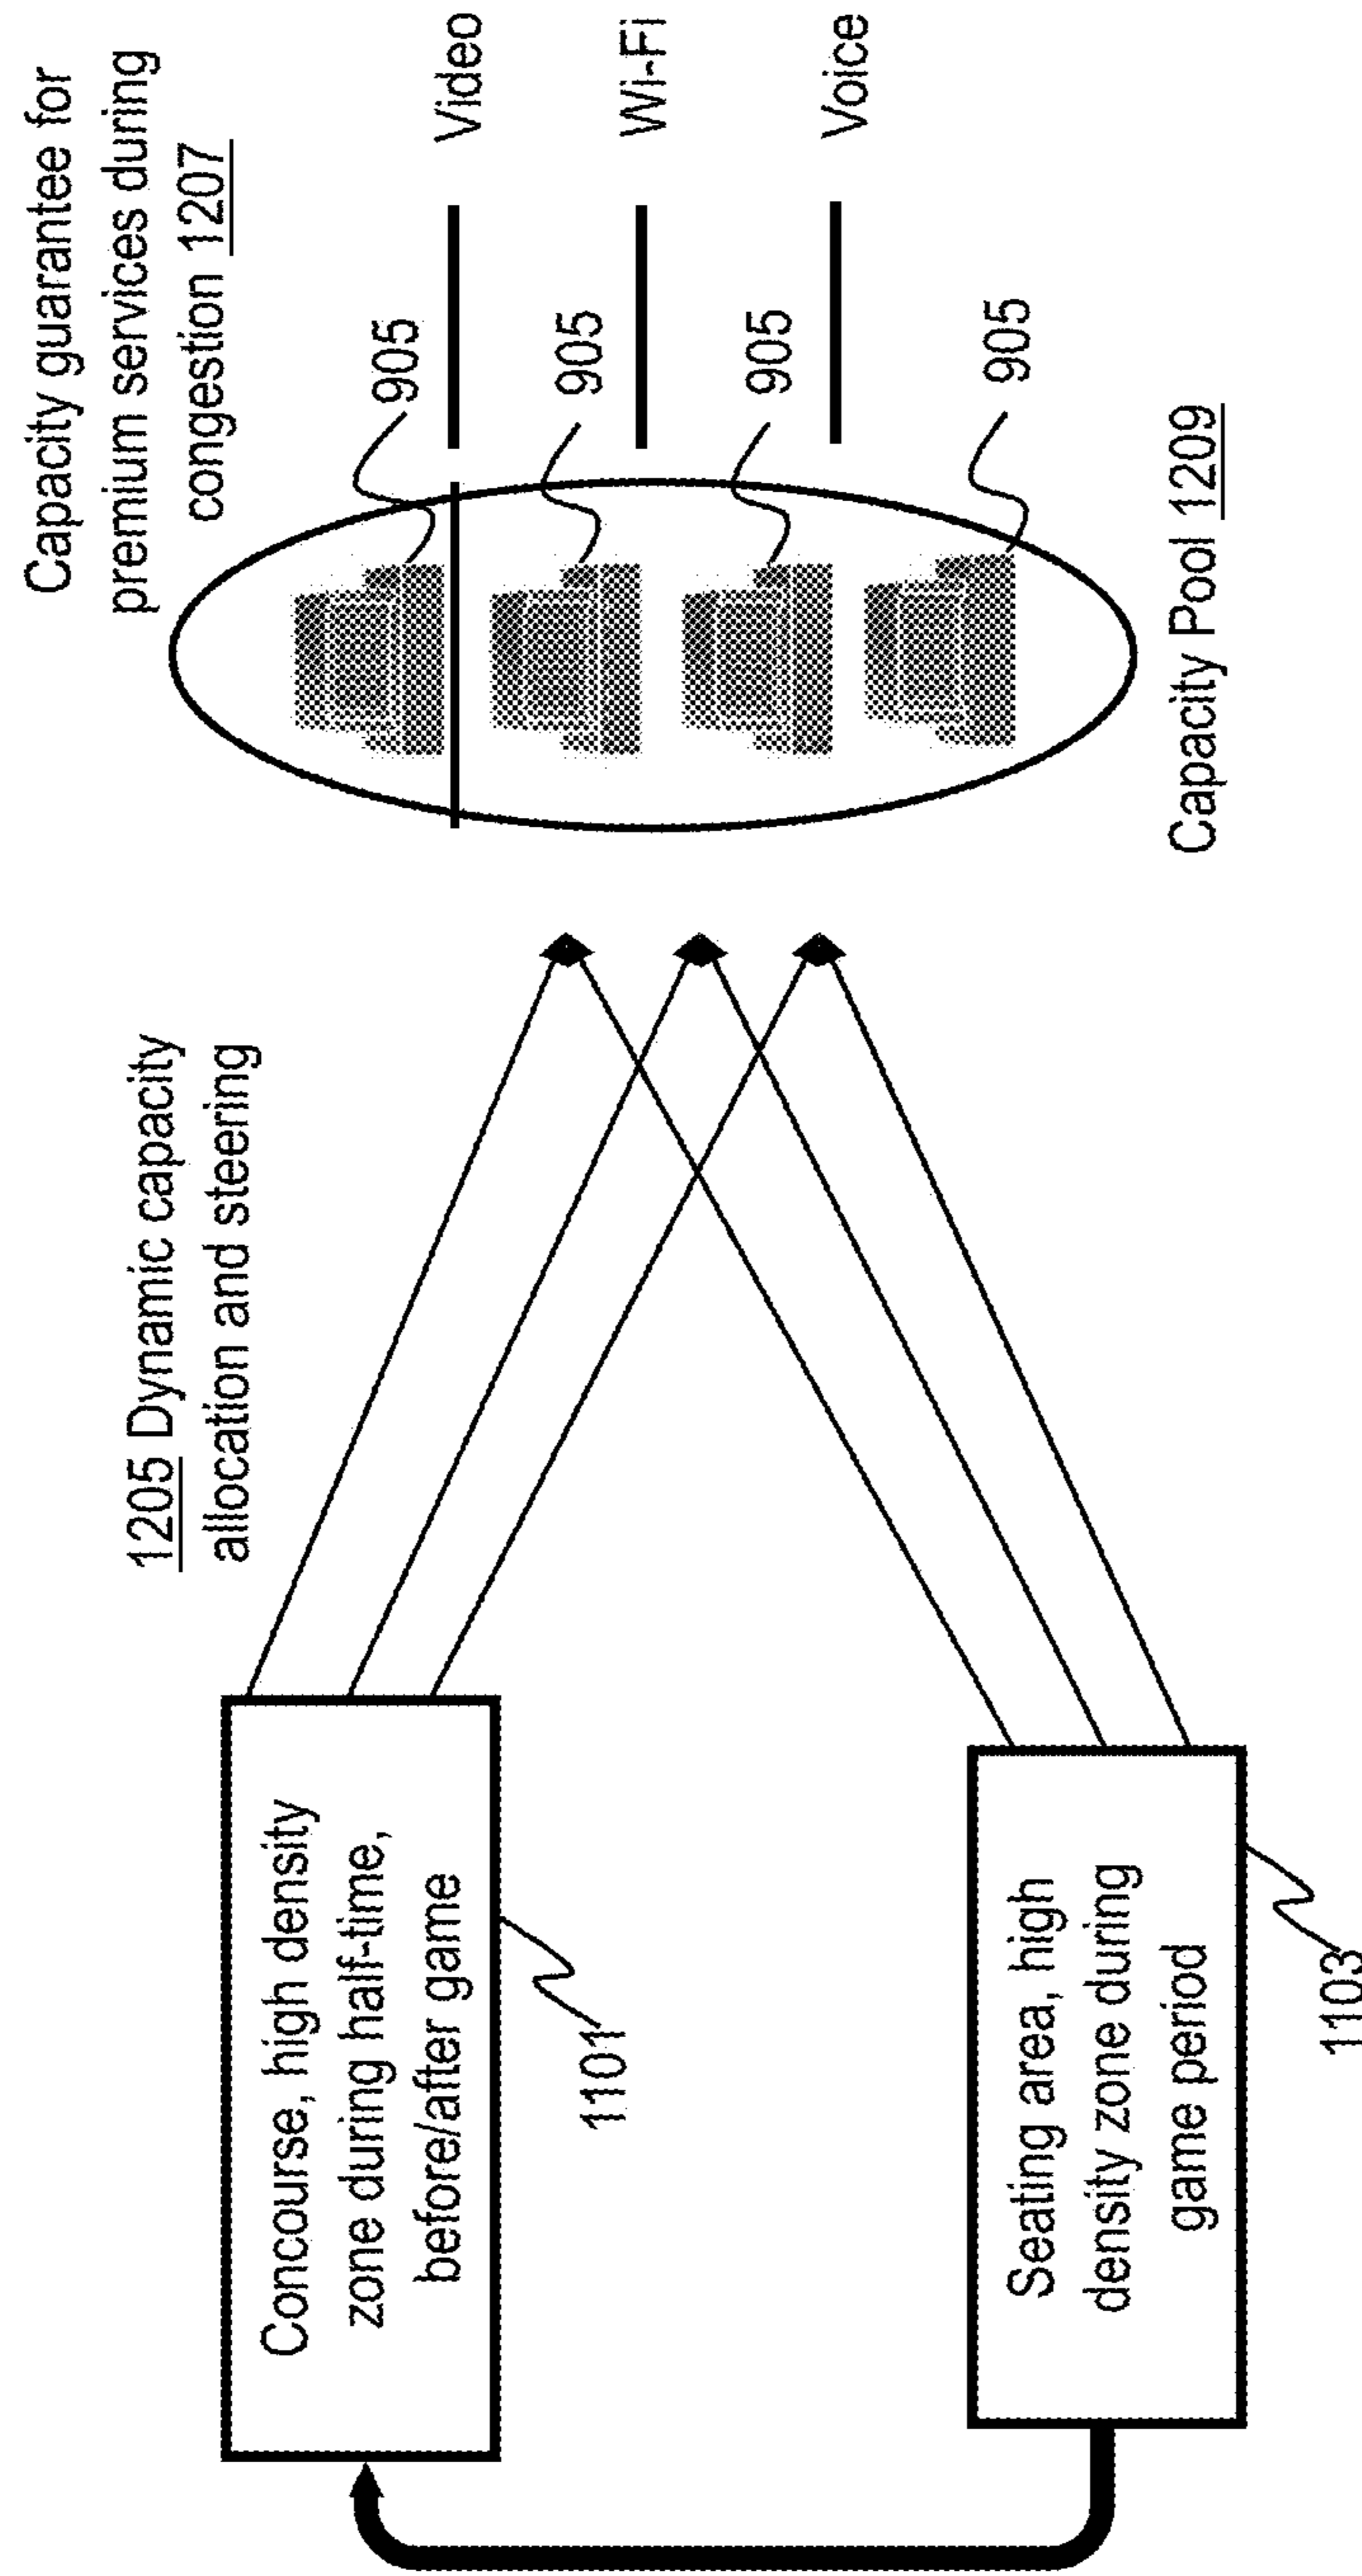 Capacity guarantee for
premium services during
congestion 1207
1205 Dynamic capacity
allocation and steering
Concourse, high density
zone during half-time,
before/after game
1101
Seating area, high
density zone during
game period
1103
905
905
905
905
Video
Wi-Fi
Voice
Capacity Pool 1209